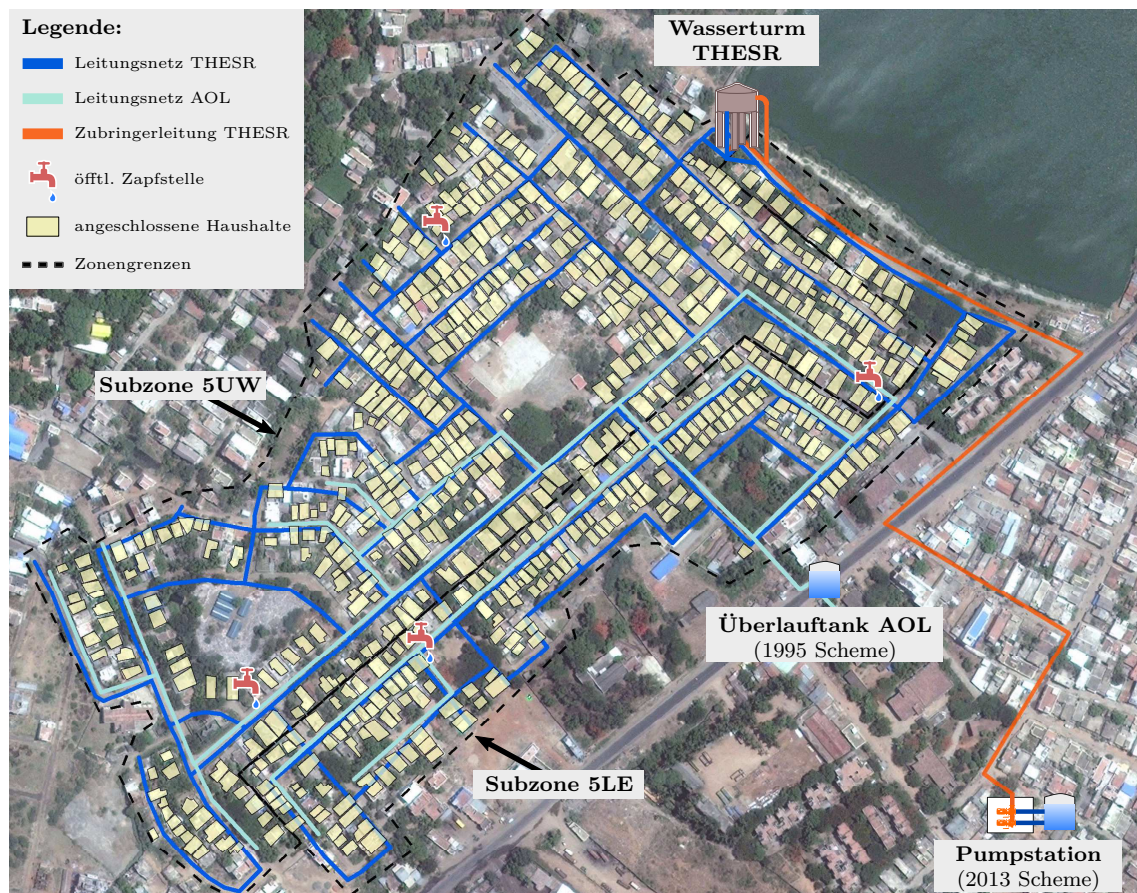 Legende:
Leitungsnetz THESR
Leitungsnetz AOL
Zubringerleitung THESR
öfftl. Zapfstelle
angeschlossene Haushalte
Zonengrenzen
Wasserturm
THESR
Subzone 5UW
Überlauftank AOL
(1995 Scheme)
Subzone 5LE
Pumpstation
(2013 Scheme)